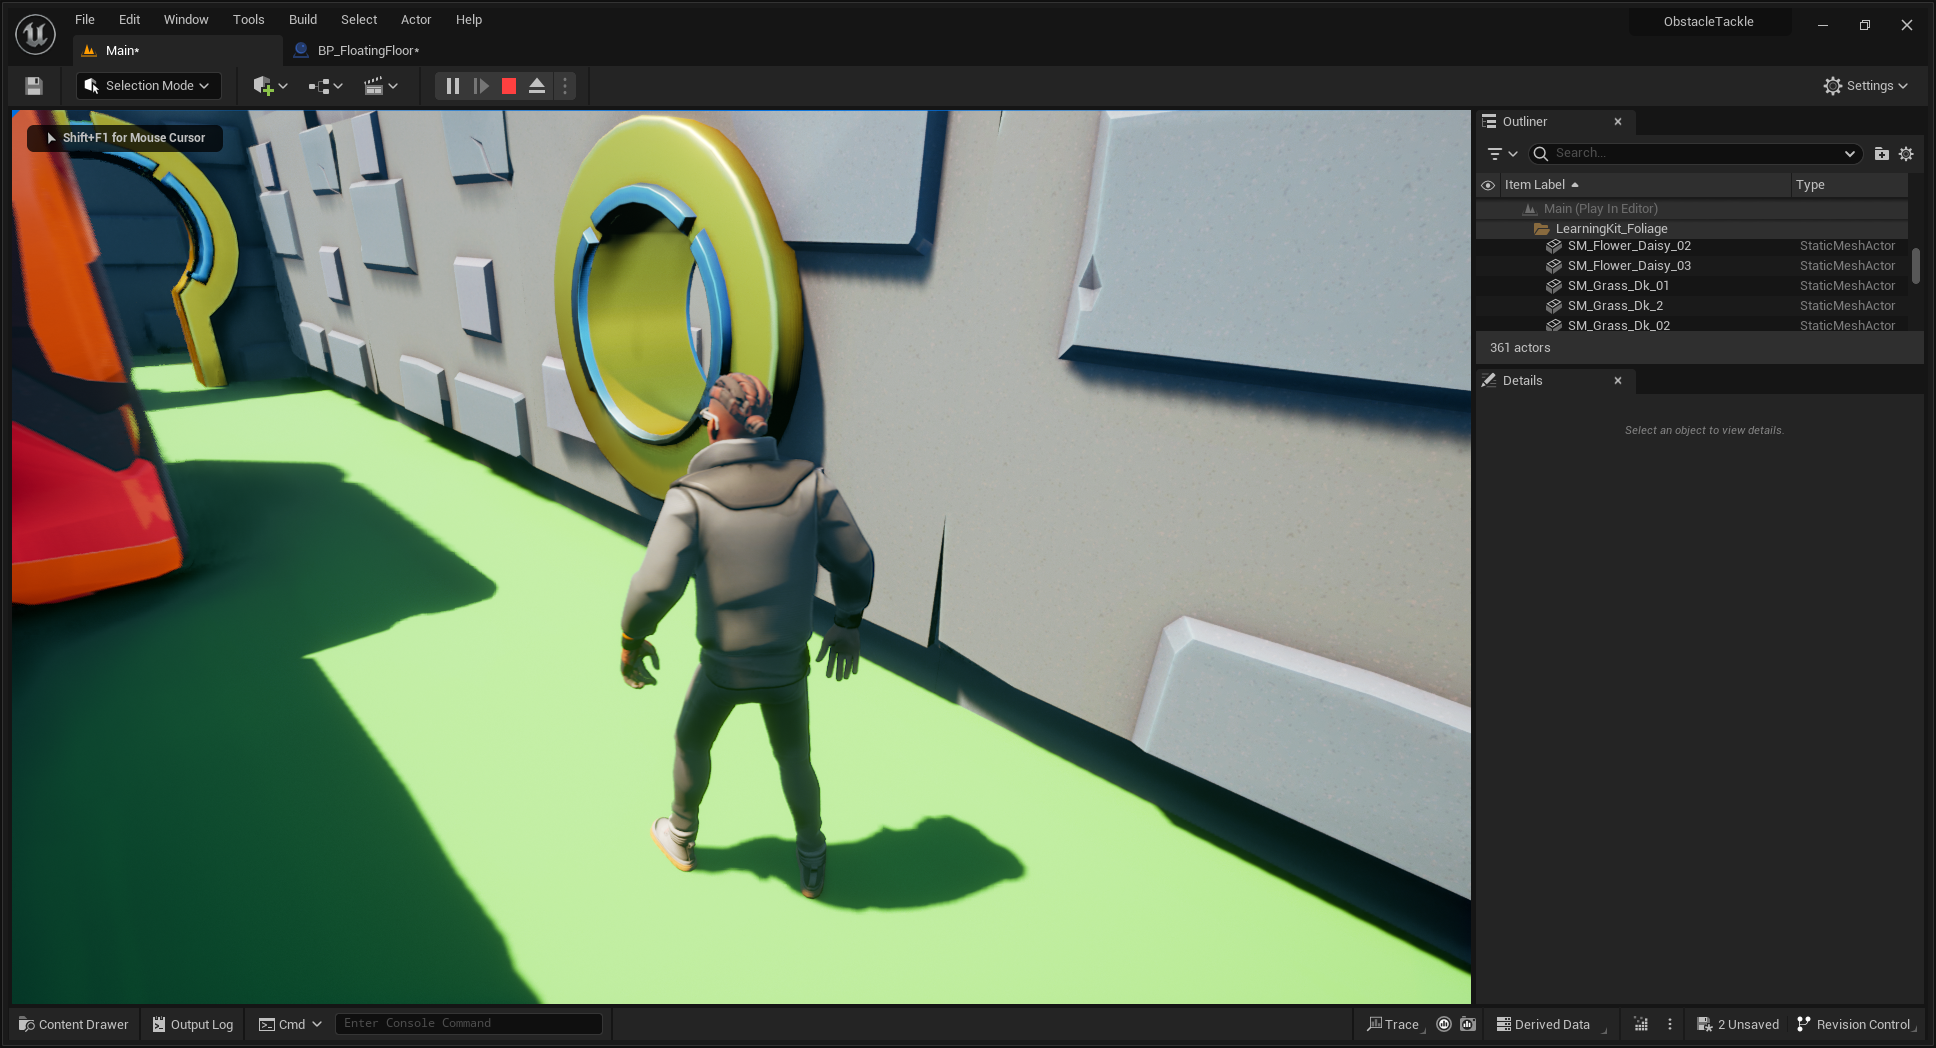 File Edit Window Tools Build Select Actor Help
ObstacleTackle
Main*
BP_FloatingFloor*
Selection Mode
Settings
Shift+F1 for Mouse Cursor
Outliner
Search...
Item Label Type
Main (Play In Editor)
LearningKit_Foliage
SM_Flower_Daisy_02 StaticMeshActor
SM_Flower_Daisy_03 StaticMeshActor
SM_Grass_Dk_01 StaticMeshActor
SM_Grass_Dk_2 StaticMeshActor
SM_Grass_Dk_02 StaticMeshActor
361 actors
Details
Select an object to view details.
Content Drawer Output Log Cmd Enter Console Command Trace Derived Data 2 Unsaved Revision Control